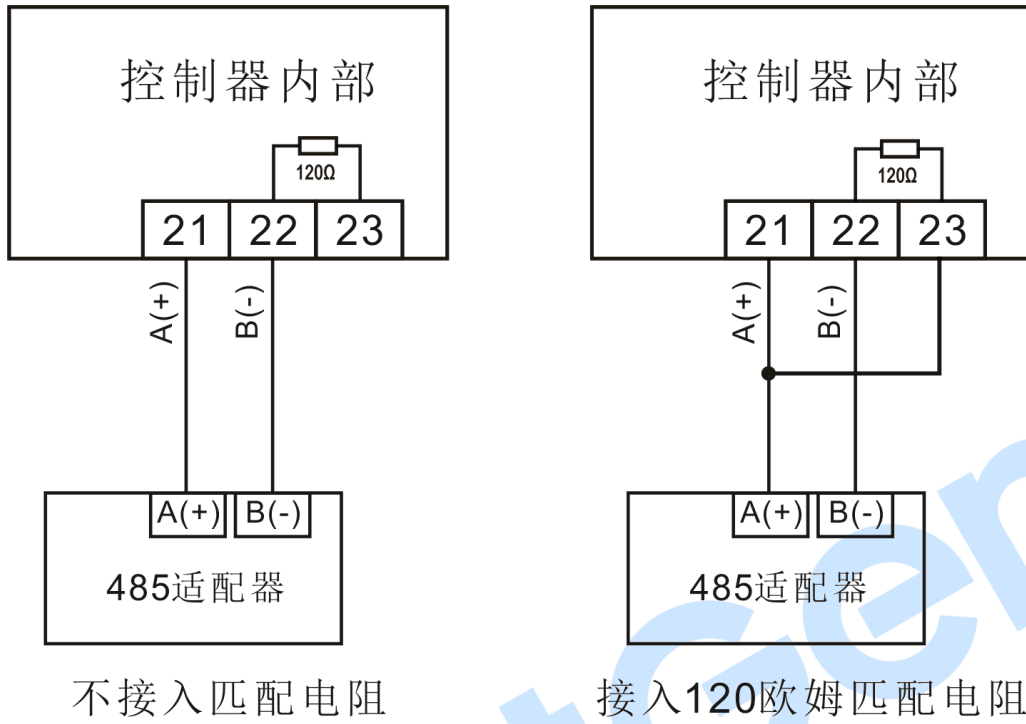 控制器内部
120Ω
21 22 23
A(+) B(-)
A(+) B(-)
485适配器
不接入匹配电阻
控制器内部
120Ω
21 22 23
A(+) B(-)
A(+) B(-)
485适配器
接入120欧姆匹配电阻